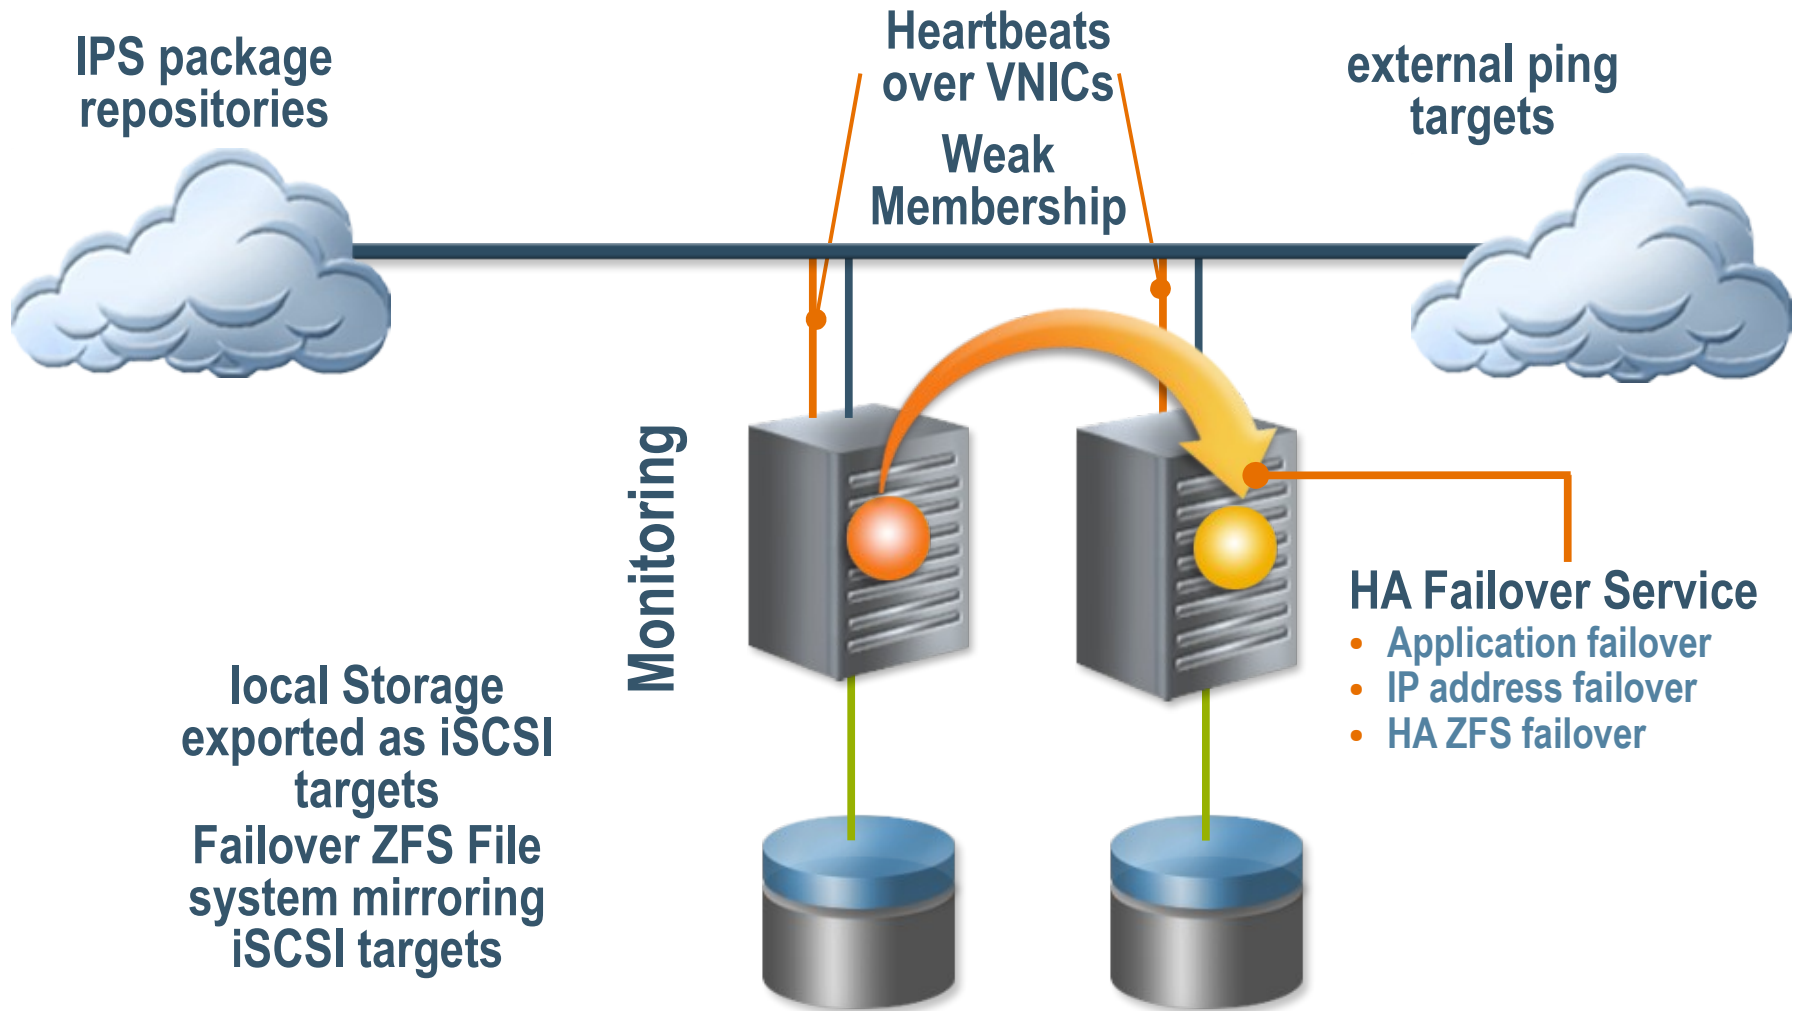 IPS package
repositories
Heartbeats
over VNICs
Weak
Membership
external ping
targets
Monitoring
HA Failover Service
• Application failover
• IP address failover
• HA ZFS failover
local Storage
exported as iSCSI
targets
Failover ZFS File
system mirroring
iSCSI targets